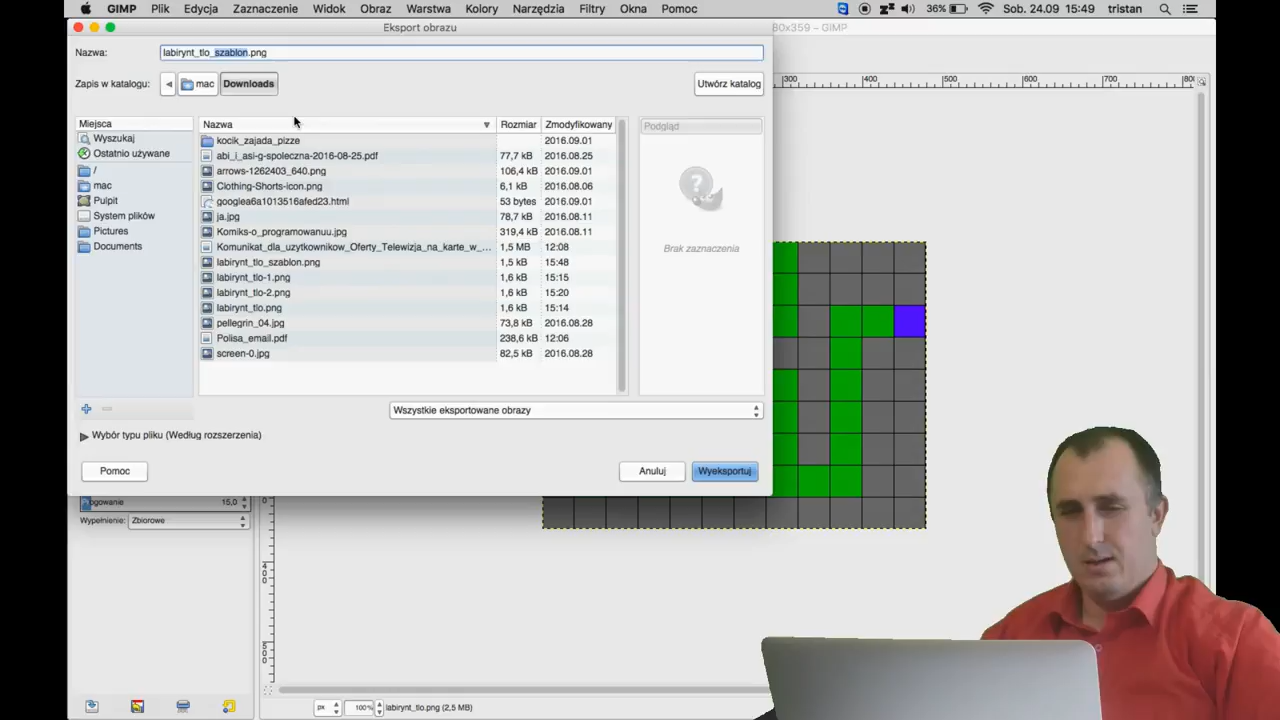 GIMP Plik Edycja Zaznaczenie Widok Obraz Warstwa Kolory Narzędzia Filtry Okna Pomoc 36% Sob. 24.09 15:49 tristan
Eksport obrazu
80x359 – GIMP
Nazwa: labirynt_tlo_szablon.png
Zapis w katalogu: mac Downloads Utwórz katalog
300 400 500 600 700 800
Miejsca
Wyszukaj
Ostatnio używane
/
mac
Pulpit
System plików
Pictures
Documents
Nazwa Rozmiar Zmodyfikowany
kocik_zajada_pizze 2016.09.01
abi_i_asi-g-spoleczna-2016-08-25.pdf 77,7 kB 2016.08.25
arrows-1262403_640.png 106,4 kB 2016.09.01
Clothing-Shorts-icon.png 6,1 kB 2016.08.06
googlea6a1013516afed23.html 53 bytes 2016.09.01
ja.jpg 78,7 kB 2016.08.11
Komiks-o_programowanuu.jpg 319,4 kB 2016.08.11
Komunikat_dla_uzytkownikow_Oferty_Telewizja_na_karte_w_... 1,5 MB 12:08
labirynt_tlo_szablon.png 1,5 kB 15:48
labirynt_tlo-1.png 1,6 kB 15:15
labirynt_tlo-2.png 1,6 kB 15:20
labirynt_tlo.png 1,6 kB 15:14
pellegrin_04.jpg 73,8 kB 2016.08.28
Polisa_email.pdf 238,6 kB 12:06
screen-0.jpg 82,5 kB 2016.08.28
Podgląd
Brak zaznaczenia
Wszystkie eksportowane obrazy
Wybór typu pliku (Według rozszerzenia)
Pomoc Anuluj Wyeksportuj
15,0
Wypełnienie: Zbiorowe
400
500
px 100% labirynt_tlo.png (2,5 MB)